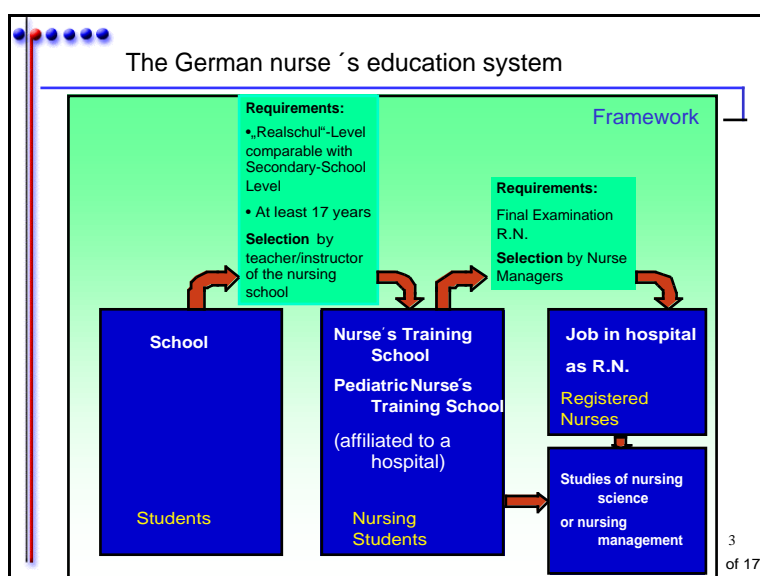 The German nurse ´s education system
Framework
Requirements:
•„Realschul“-Level
comparable with
Secondary-School
Level
• At least 17 years
Selection by
teacher/instructor
of the nursing
school
Requirements:
Final Examination
R.N.
Selection by Nurse
Managers
School
Students
Nurse´s Training
School
Pediatric Nurse´s
Training School
(affiliated to a
hospital)
Nursing
Students
Job in hospital
as R.N.
Registered
Nurses
Studies of nursing
science
or nursing
management
3
of 17